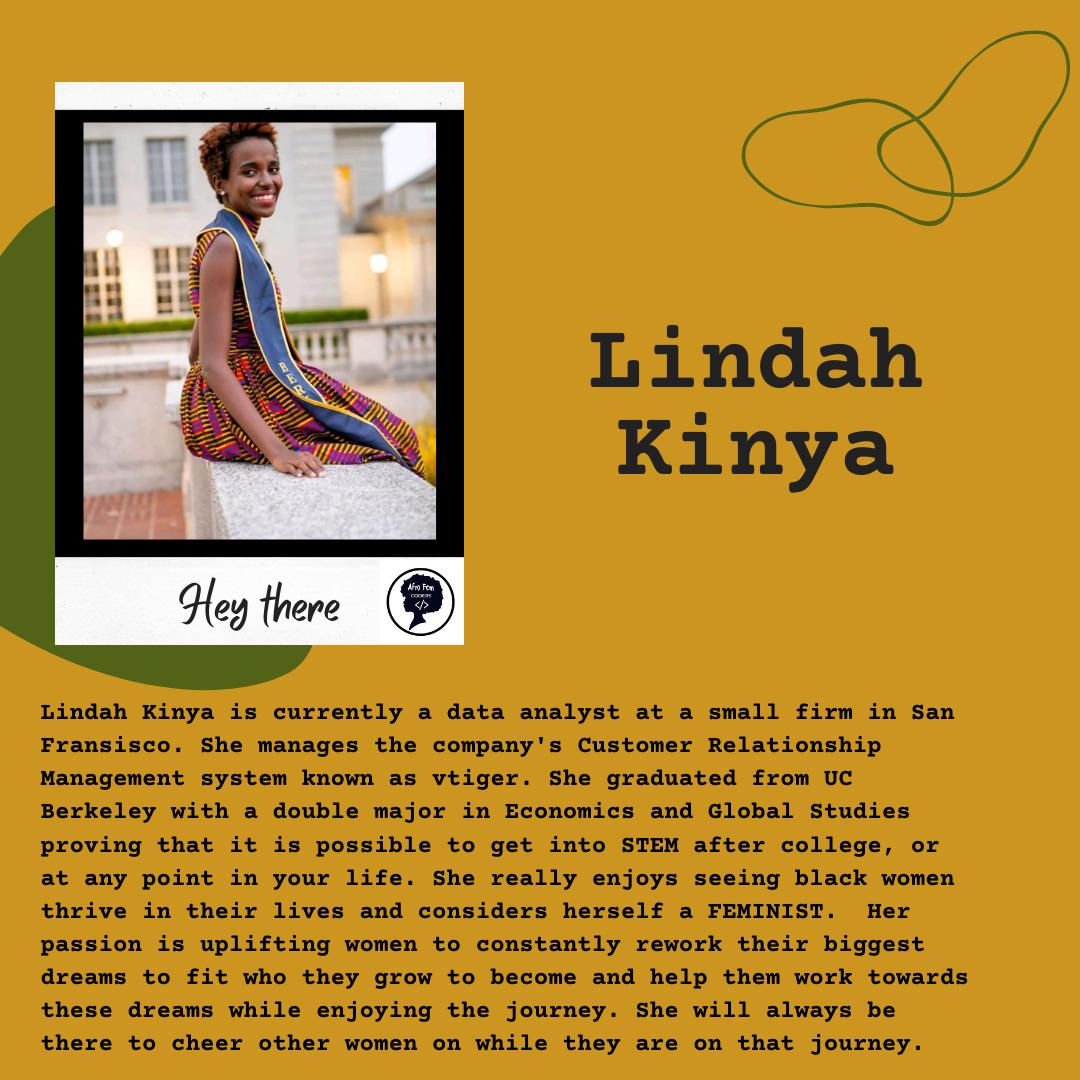 Lindah
Kinya
BER
Hey there
Afro Fem
CODERS
</>
Lindah Kinya is currently a data analyst at a small firm in San
Fransisco. She manages the company's Customer Relationship
Management system known as vtiger. She graduated from UC
Berkeley with a double major in Economics and Global Studies
proving that it is possible to get into STEM after college, or
at any point in your life. She really enjoys seeing black women
thrive in their lives and considers herself a FEMINIST.  Her
passion is uplifting women to constantly rework their biggest
dreams to fit who they grow to become and help them work towards
these dreams while enjoying the journey. She will always be
there to cheer other women on while they are on that journey.